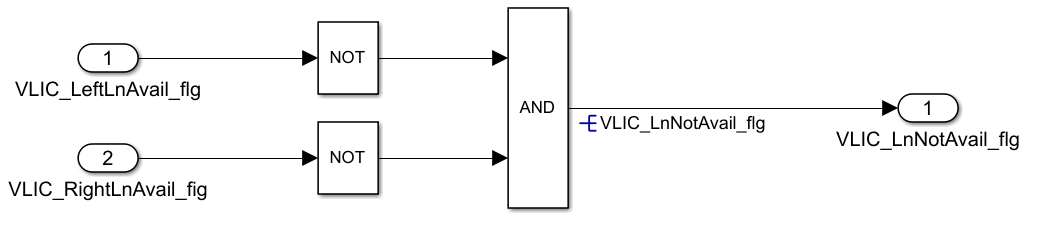 1
NOT
VLIC_LeftLnAvail_flg
AND
VLIC_LnNotAvail_flg
1
VLIC_LnNotAvail_flg
2
NOT
VLIC_RightLnAvail_fig